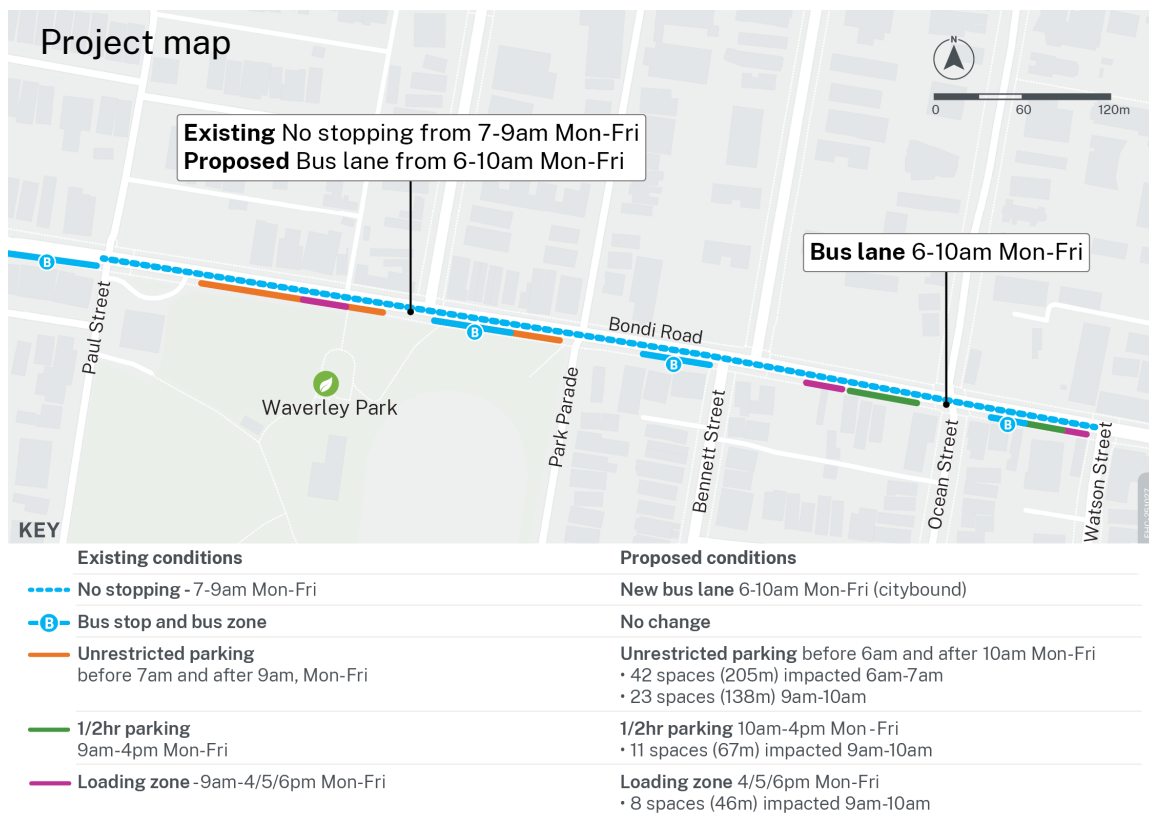 Project map
N
0 60 120m
Existing No stopping from 7-9am Mon-Fri
Proposed Bus lane from 6-10am Mon-Fri
Bus lane 6-10am Mon-Fri
B
Paul Street
B
Bondi Road
B
Waverley Park
Park Parade
Bennett Street
B
Ocean Street
Watson Street
KEY
Existing conditions Proposed conditions
No stopping - 7-9am Mon-Fri New bus lane 6-10am Mon-Fri (citybound)
B Bus stop and bus zone No change
Unrestricted parking Unrestricted parking before 6am and after 10am Mon-Fri
before 7am and after 9am, Mon-Fri • 42 spaces (205m) impacted 6am-7am
• 23 spaces (138m) 9am-10am
1/2hr parking 1/2hr parking 10am-4pm Mon-Fri
9am-4pm Mon-Fri • 11 spaces (67m) impacted 9am-10am
Loading zone -9am-4/5/6pm Mon-Fri Loading zone 4/5/6pm Mon-Fri
• 8 spaces (46m) impacted 9am-10am